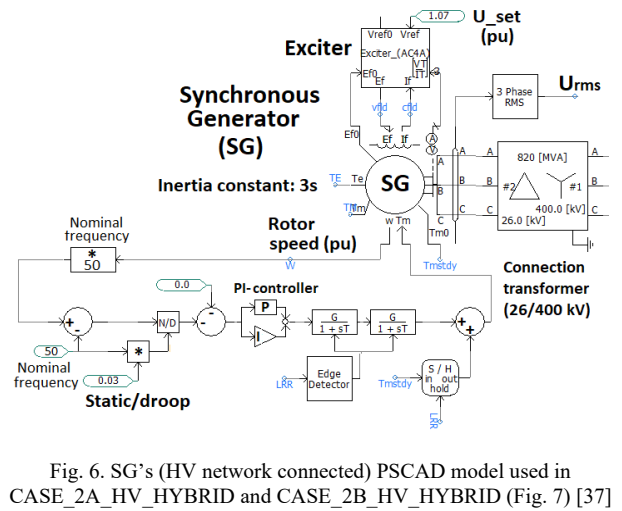 1.07
U_set
(pu)
Vref0 Vref
Exciter
Exciter_(AC4A)
VT
IT
3
Ef0
Ef If
vfld cfld
3 Phase
RMS
Urms
Synchronous
Generator
(SG)
Ef0
Ef If
A
V
A A A
820 [MVA]
Inertia constant: 3s
TE Te
SG
B B B
#2 #1
TM Tm
w Tm
C C C
400.0 [kV]
26.0 [kV]
Tm0
Nominal
frequency
Rotor
speed (pu)
W
Tmstdy
*
50
Connection
transformer
(26/400 kV)
0.0
PI-controller
P
I
+ -
N/D
- -
G
1 + sT
G
1 + sT
+
+
50
*
Nominal
frequency
0.03
Static/droop
LRR
Edge
Detector
Tmstdy
S / H
in out
hold
LRR
Fig. 6. SG's (HV network connected) PSCAD model used in
CASE_2A_HV_HYBRID and CASE_2B_HV_HYBRID (Fig. 7) [37]